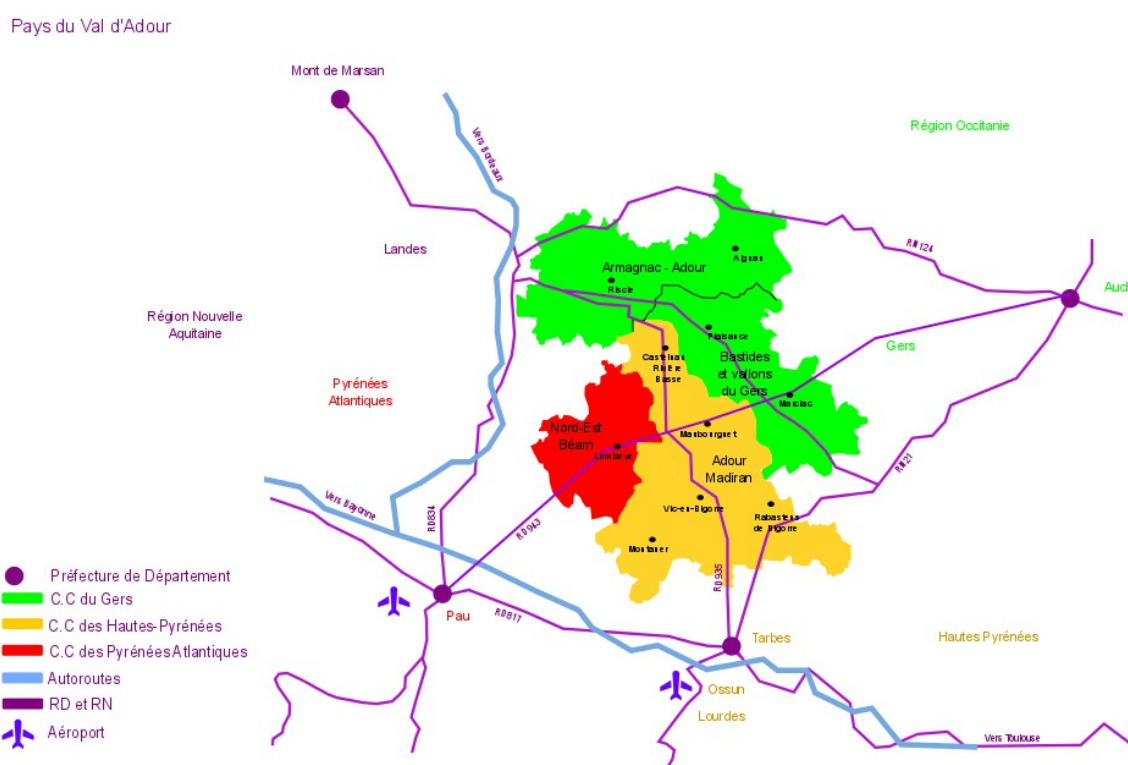 Pays du Val d'Adour
Mont de Marsan
Vers Bordeaux
Région Occitanie
Landes
Armagnac - Adour
Aignan
Riscle
RN124
Auch
Région Nouvelle
Aquitaine
Plaisance
Gers
Castelnau
Rivière
Basse
Bastides
et vallons
du Gers
Marciac
Pyrénées
Atlantiques
Nord-Est
Béarn
Lembeye
Maubourguet
Adour
Madiran
RN21
Vers Bayonne
RD834
RD943
Vic-en-Bigorre
Rabastens
de Bigorre
Montaner
RD935
Pau
RD817
Tarbes
Hautes Pyrénées
Ossun
Lourdes
Vers Toulouse
Préfecture de Département
C.C du Gers
C.C des Hautes-Pyrénées
C.C des Pyrénées Atlantiques
Autoroutes
RD et RN
Aéroport